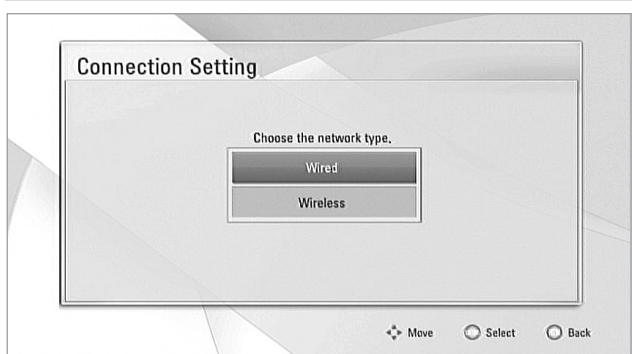 Connection Setting
Choose the network type.
Wired
Wireless
Move Select Back